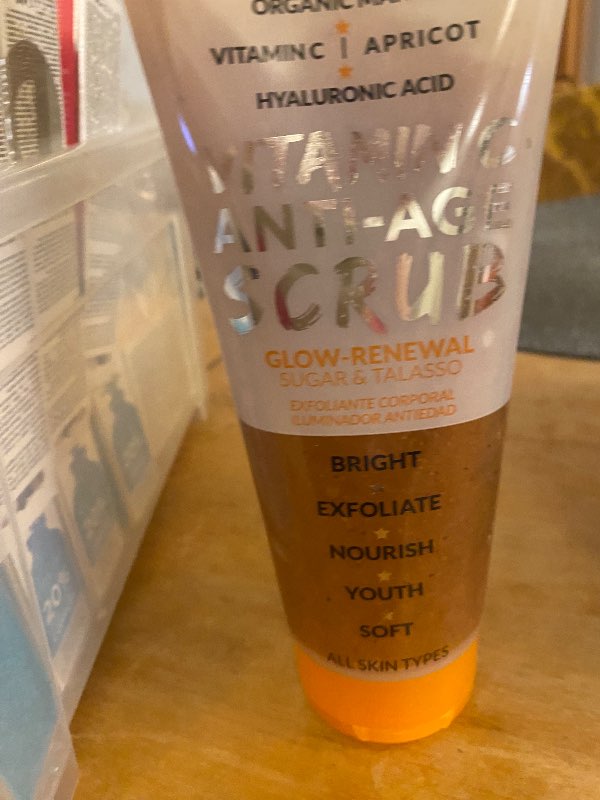 ORGANIC
VITAMIN C | APRICOT
HYALURONIC ACID
VITAMIN C
ANTI-AGE
SCRUB
GLOW-RENEWAL
SUGAR & TALASSO
EXFOLIANTE CORPORAL
ILUMINADOR ANTIEDAD
BRIGHT
EXFOLIATE
NOURISH
YOUTH
SOFT
ALL SKIN TYPES